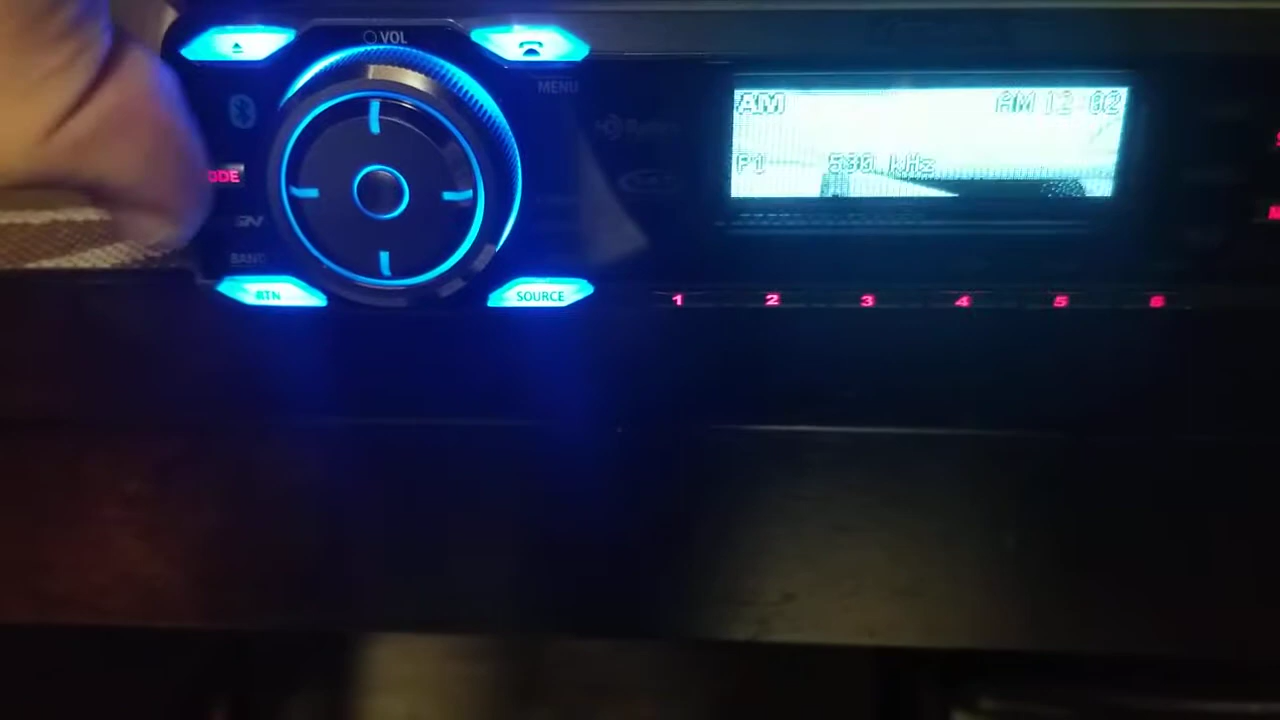 VOL
MENU
AM AM 12:02
ODE
P1 530 kHz
BAND
RTN SOURCE 1 2 3 4 5 6